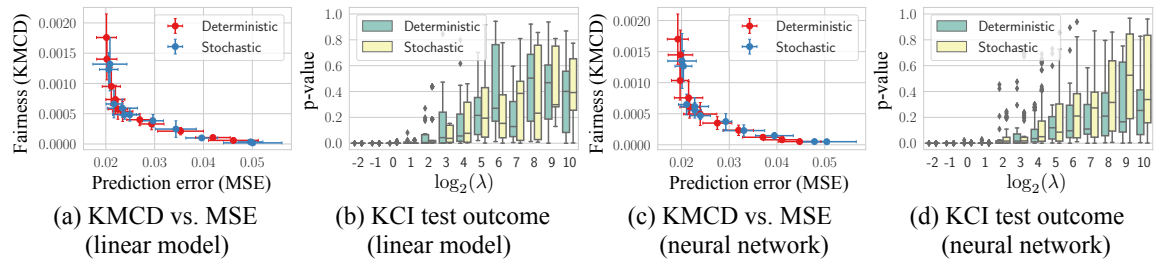 Fairness (KMCD)
0.0020
0.0015
0.0010
0.0005
0.0000
Deterministic
Stochastic
0.02 0.03 0.04 0.05
Prediction error (MSE)
(a) KMCD vs. MSE
(linear model)
p-value
1.0
0.8
0.6
0.4
0.2
0.0
Deterministic
Stochastic
-2 -1 0 1 2 3 4 5 6 7 8 9 10
log₂(λ)
(b) KCI test outcome
(linear model)
Fairness (KMCD)
0.0020
0.0015
0.0010
0.0005
0.0000
Deterministic
Stochastic
0.02 0.03 0.04 0.05
Prediction error (MSE)
(c) KMCD vs. MSE
(neural network)
p-value
1.0
0.8
0.6
0.4
0.2
0.0
Deterministic
Stochastic
-2 -1 0 1 2 3 4 5 6 7 8 9 10
log₂(λ)
(d) KCI test outcome
(neural network)